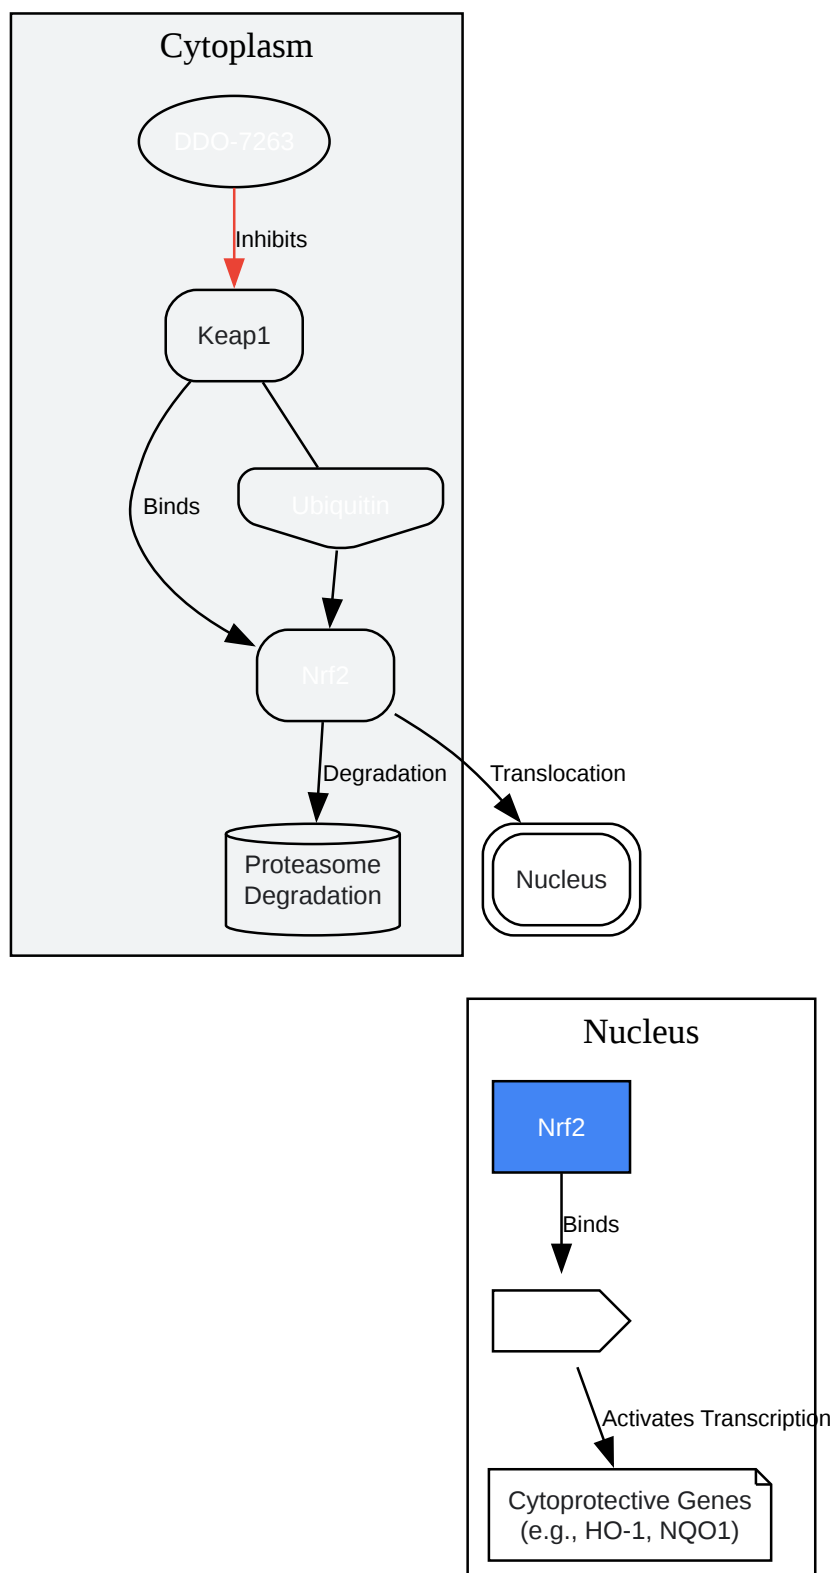 Cytoplasm
DDO-7263
Inhibits
Keap1
Binds
Ubiquitin
Nrf2
Degradation
Translocation
Proteasome
Degradation
Nucleus
Nucleus
Nrf2
Binds
Activates Transcription
Cytoprotective Genes
(e.g., HO-1, NQO1)